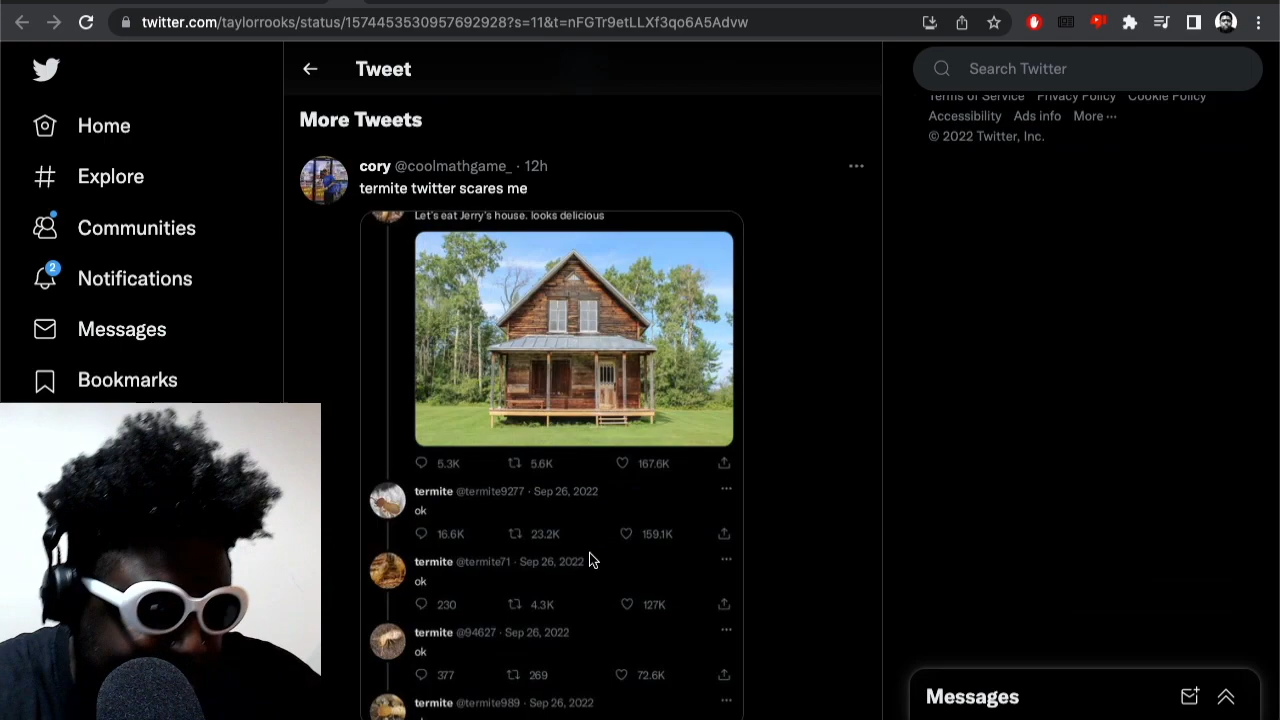 twitter.com/taylorrooks/status/1574453530957692928?s=11&t=nFGTr9etLLXf3qo6A5Advw
Home
Explore
Communities
2
Notifications
Messages
Bookmarks
Tweet
More Tweets
cory @coolmathgame_ · 12h
termite twitter scares me
Let's eat Jerry's house. looks delicious
5.3K 5.6K 167.6K
termite @termite9277 · Sep 26, 2022
ok
16.6K 23.2K 159.1K
termite @termite71 · Sep 26, 2022
ok
230 4.3K 127K
termite @94627 · Sep 26, 2022
ok
377 269 72.6K
termite @termite989 · Sep 26, 2022
Search Twitter
Terms of Service Privacy Policy Cookie Policy
Accessibility Ads info More ···
© 2022 Twitter, Inc.
Messages